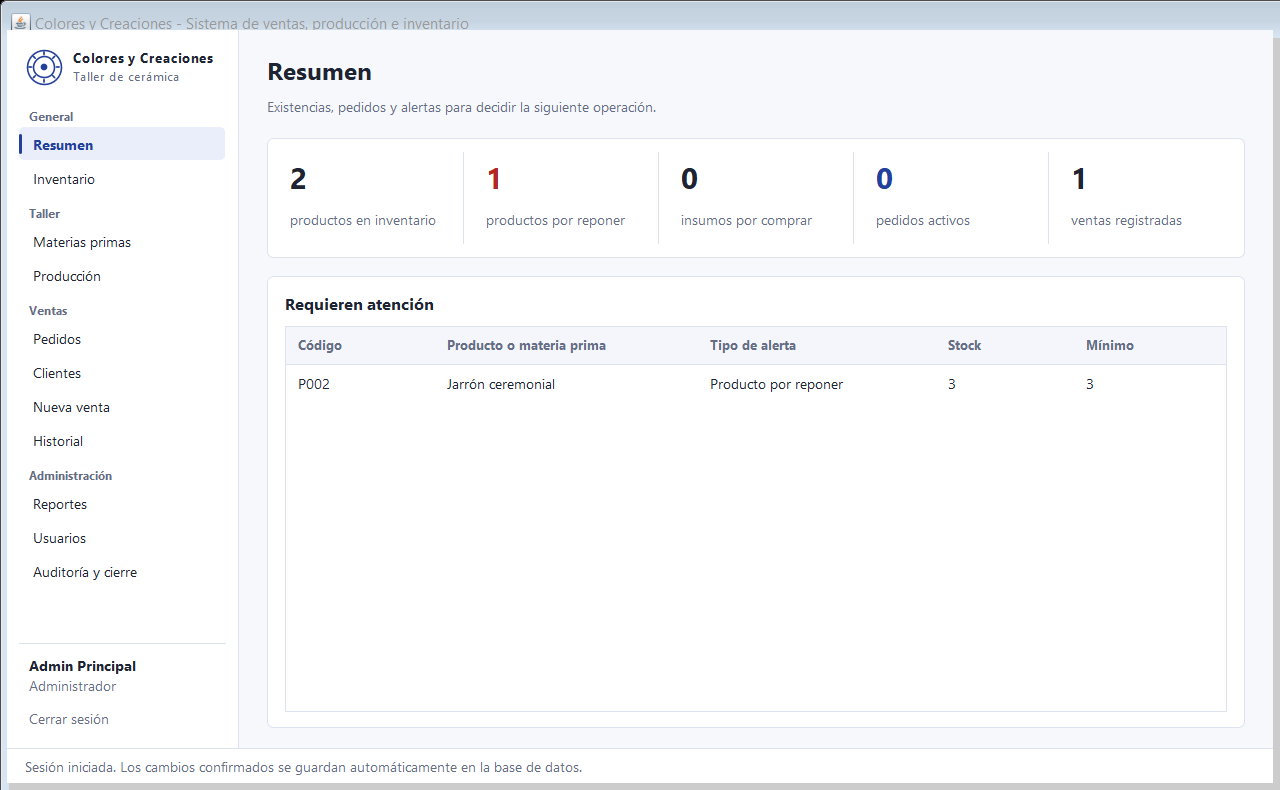 Colores y Creaciones - Sistema de ventas, producción e inventario
Colores y Creaciones
Taller de cerámica
General
Resumen
Inventario
Taller
Materias primas
Producción
Ventas
Pedidos
Clientes
Nueva venta
Historial
Administración
Reportes
Usuarios
Auditoría y cierre
Admin Principal
Administrador
Cerrar sesión
Resumen
Existencias, pedidos y alertas para decidir la siguiente operación.
2 1 0 0 1
productos en inventario productos por reponer insumos por comprar pedidos activos ventas registradas
Requieren atención
Código Producto o materia prima Tipo de alerta Stock Mínimo
P002 Jarrón ceremonial Producto por reponer 3 3
Sesión iniciada. Los cambios confirmados se guardan automáticamente en la base de datos.